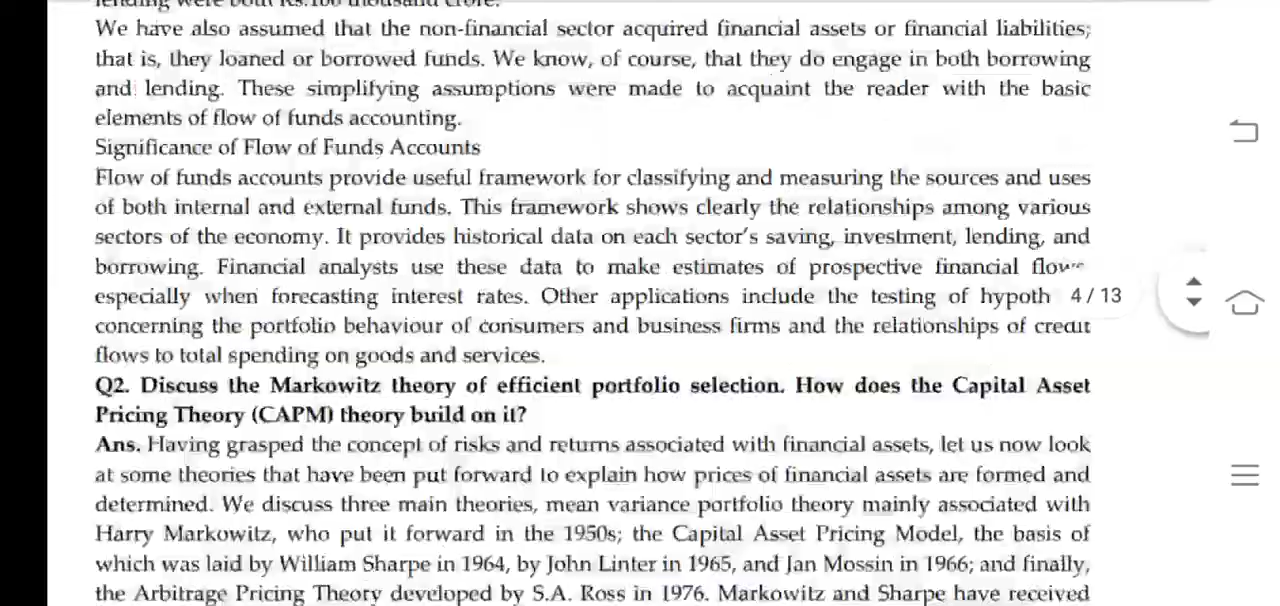 lending were both Rs.100 thousand crore.
We have also assumed that the non-financial sector acquired financial assets or financial liabilities;
that is, they loaned or borrowed funds. We know, of course, that they do engage in both borrowing
and lending. These simplifying assumptions were made to acquaint the reader with the basic
elements of flow of funds accounting.
Significance of Flow of Funds Accounts
Flow of funds accounts provide useful framework for classifying and measuring the sources and uses
of both internal and external funds. This framework shows clearly the relationships among various
sectors of the economy. It provides historical data on each sector's saving, investment, lending, and
borrowing. Financial analysts use these data to make estimates of prospective financial flows
especially when forecasting interest rates. Other applications include the testing of hypoth 4 / 13
concerning the portfolio behaviour of consumers and business firms and the relationships of credit
flows to total spending on goods and services.
Q2. Discuss the Markowitz theory of efficient portfolio selection. How does the Capital Asset
Pricing Theory (CAPM) theory build on it?
Ans. Having grasped the concept of risks and returns associated with financial assets, let us now look
at some theories that have been put forward to explain how prices of financial assets are formed and
determined. We discuss three main theories, mean variance portfolio theory mainly associated with
Harry Markowitz, who put it forward in the 1950s; the Capital Asset Pricing Model, the basis of
which was laid by William Sharpe in 1964, by John Linter in 1965, and Jan Mossin in 1966; and finally,
the Arbitrage Pricing Theory developed by S.A. Ross in 1976. Markowitz and Sharpe have received